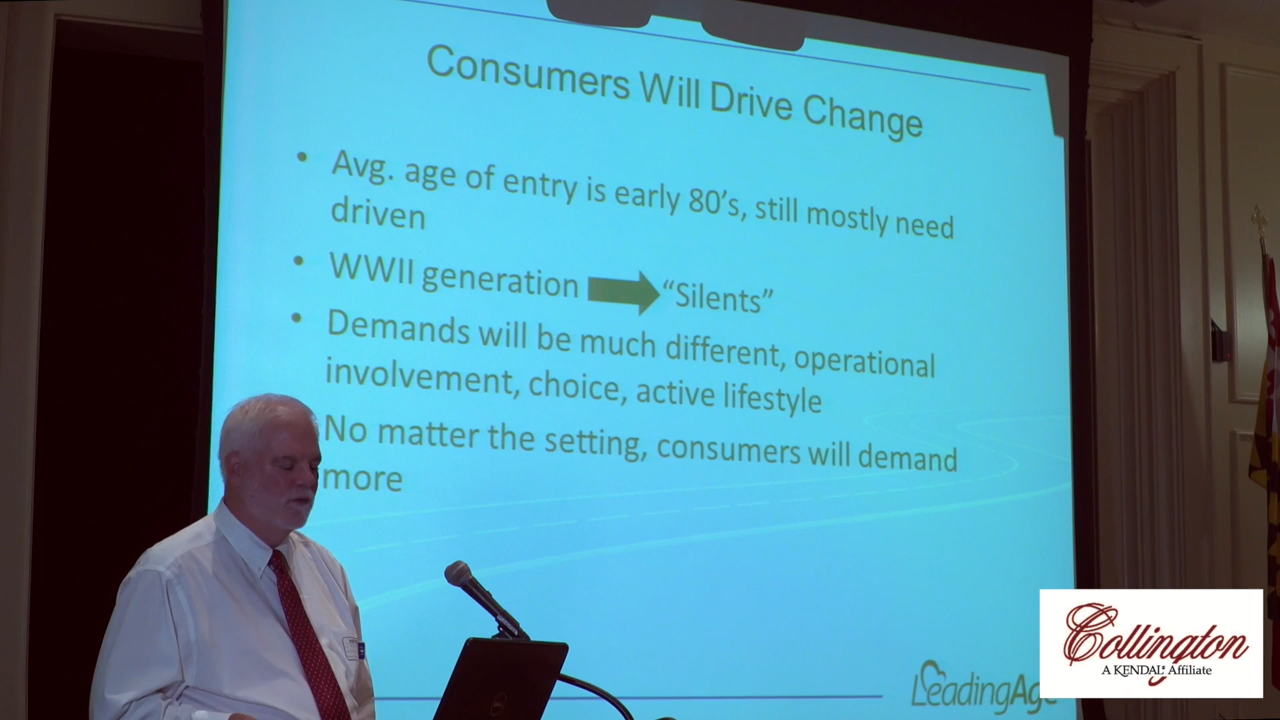 Consumers Will Drive Change
• Avg. age of entry is early 80's, still mostly need
driven
• WWII generation “Silents”
• Demands will be much different, operational
involvement, choice, active lifestyle
No matter the setting, consumers will demand
more
LeadingAge
Collington
A KENDAL Affiliate
DELL